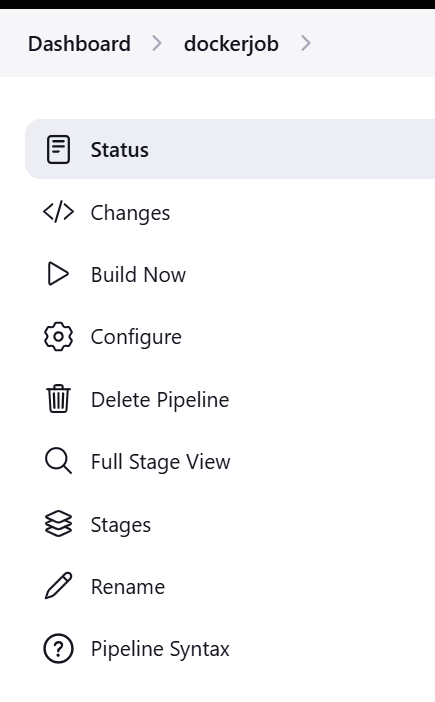 Dashboard > dockerjob >
Status
Changes
Build Now
Configure
Delete Pipeline
Full Stage View
Stages
Rename
Pipeline Syntax